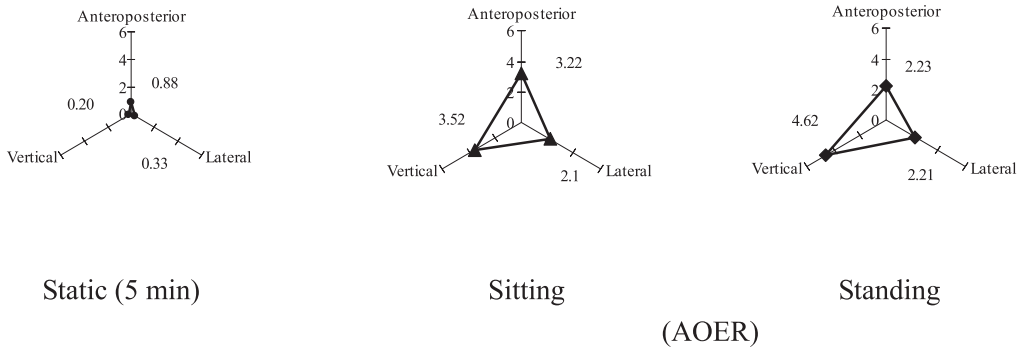 Anteroposterior
6
4
2
0
0.88
0.20
0.33
Vertical
Lateral
Static (5 min)
Anteroposterior
6
4
2
0
3.22
3.52
2.1
Vertical
Lateral
Sitting
Anteroposterior
6
4
2
0
2.23
4.62
2.21
Vertical
Lateral
Standing
(AOER)